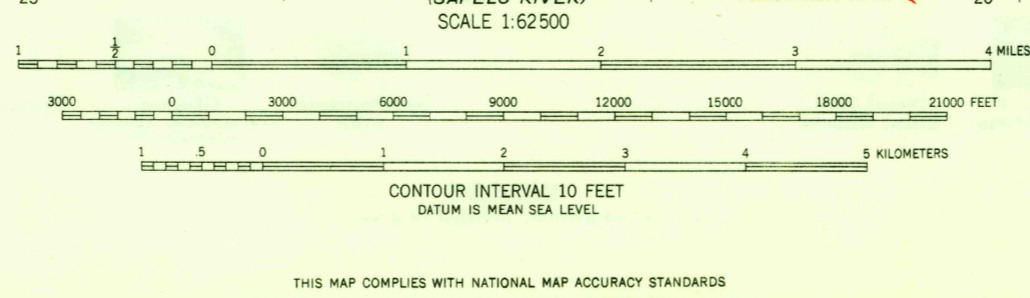 (SAPELO RIVER)
SCALE 1:62500
1 ½ 0 1 2 3 4 MILES
3000 0 3000 6000 9000 12000 15000 18000 21000 FEET
1 .5 0 1 2 3 4 5 KILOMETERS
CONTOUR INTERVAL 10 FEET
DATUM IS MEAN SEA LEVEL
THIS MAP COMPLIES WITH NATIONAL MAP ACCURACY STANDARDS